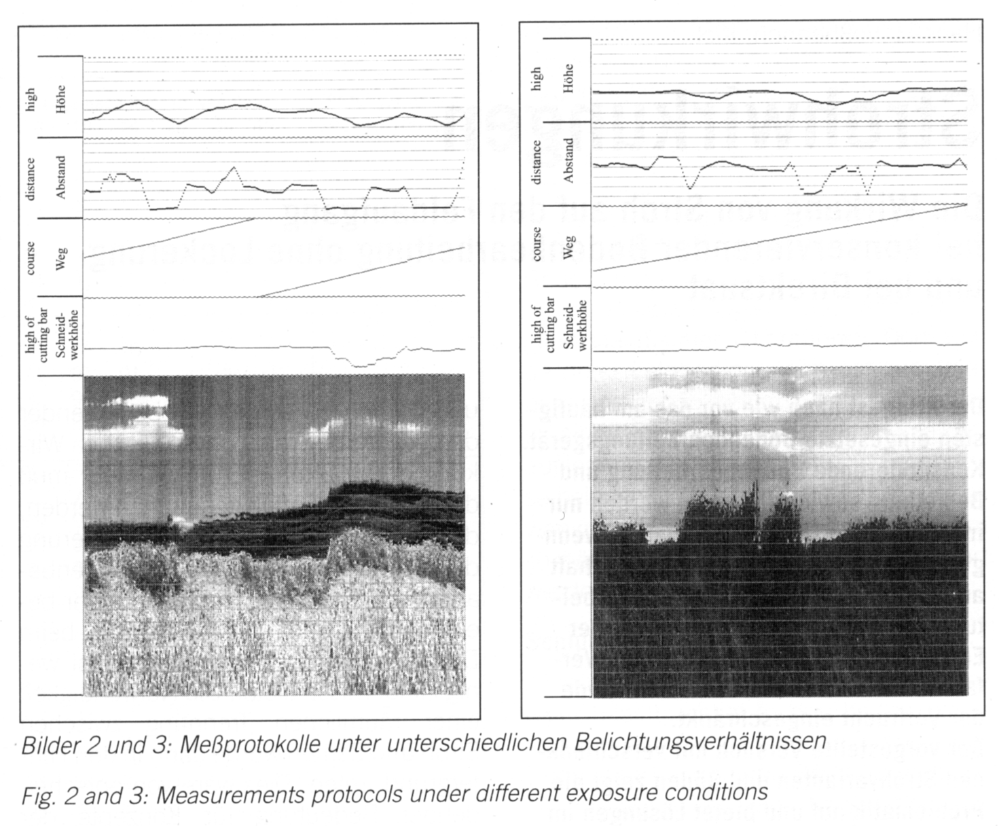 high
Höhe
distance
Abstand
course
Weg
high of
cutting bar
Schneid-
werkhöhe
high
Höhe
distance
Abstand
course
Weg
high of
cutting bar
Schneid-
werkhöhe
Bilder 2 und 3: Meßprotokolle unter unterschiedlichen Belichtungsverhältnissen
Fig. 2 and 3: Measurements protocols under different exposure conditions